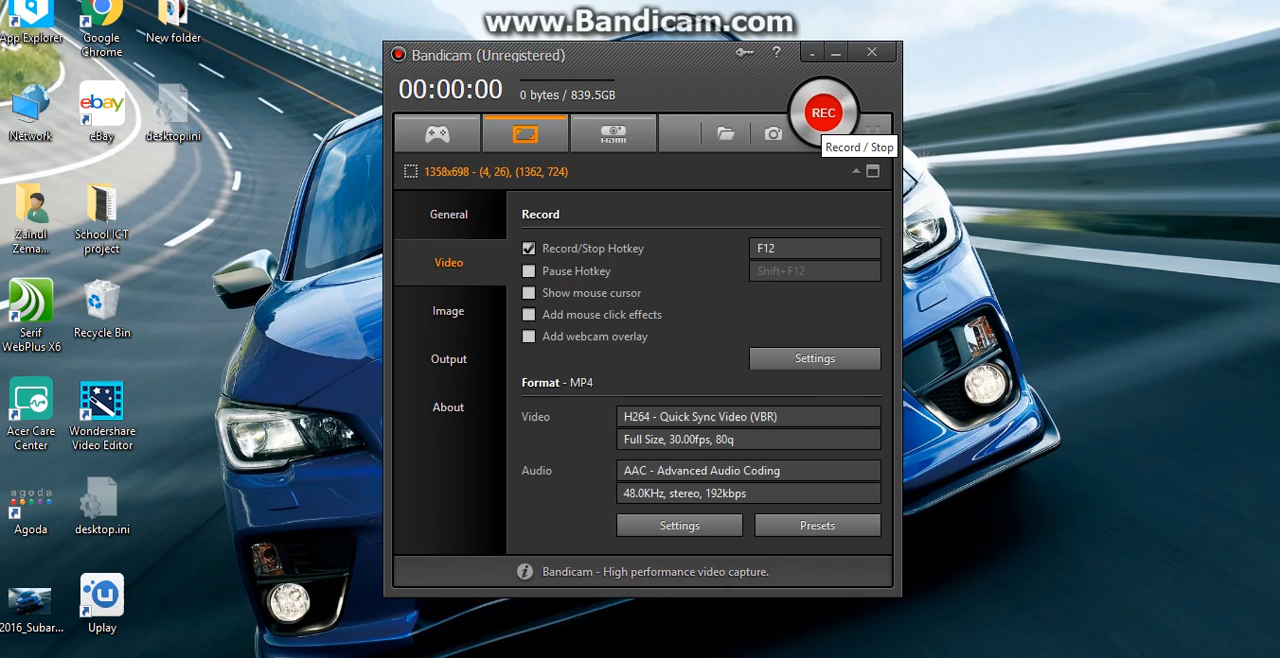 www.Bandicam.com
App Explorer
Google
Chrome
New folder
Network
ebay
eBay
desktop.ini
Zainul
Zema...
School ICT
project
Serif
WebPlus X6
Recycle Bin
Acer Care
Center
Wondershare
Video Editor
agoda
Agoda
desktop.ini
2016_Subar...
Uplay
Bandicam (Unregistered)
?
00:00:00
0 bytes / 839.5GB
REC
HDMI
Record / Stop
1358x698 - (4, 26), (1362, 724)
General
Video
Image
Output
About
Record
Record/Stop Hotkey
F12
Pause Hotkey
Shift+F12
Show mouse cursor
Add mouse click effects
Add webcam overlay
Settings
Format - MP4
Video
H264 - Quick Sync Video (VBR)
Full Size, 30.00fps, 80q
Audio
AAC - Advanced Audio Coding
48.0KHz, stereo, 192kbps
Settings
Presets
Bandicam - High performance video capture.